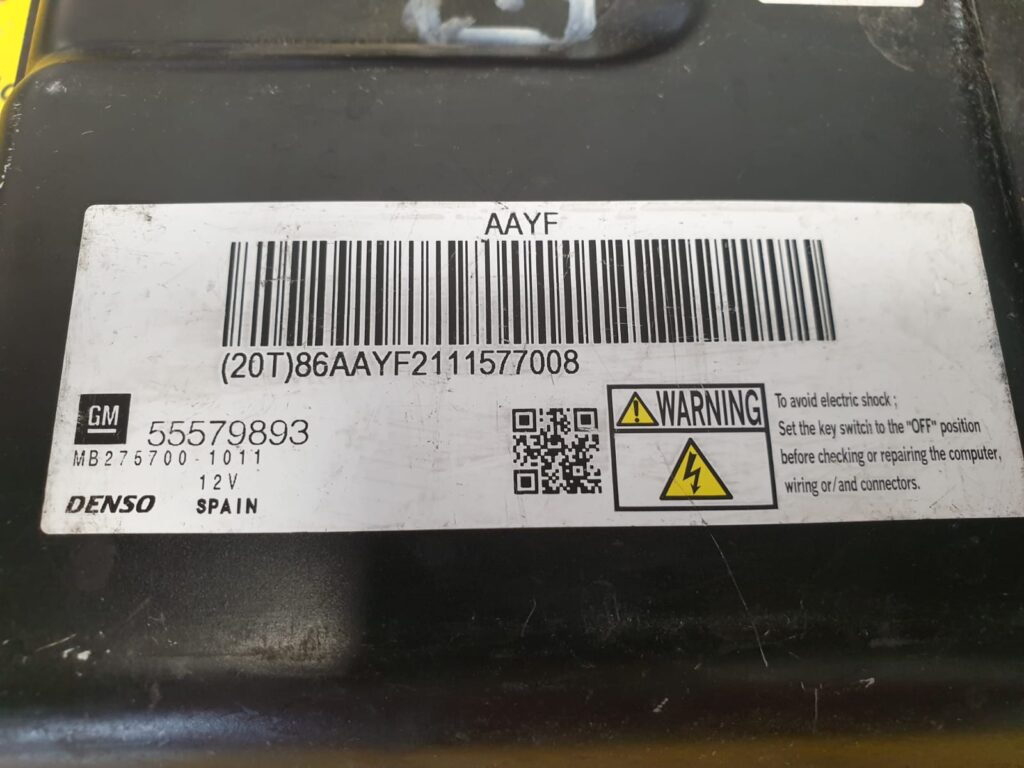 AAYF
(20T)86AAYF2111577008
GM
55579893
MB275700-1011
12V
DENSO SPAIN
WARNING
To avoid electric shock ;
Set the key switch to the "OFF" position
before checking or repairing the computer,
wiring or/and connectors.